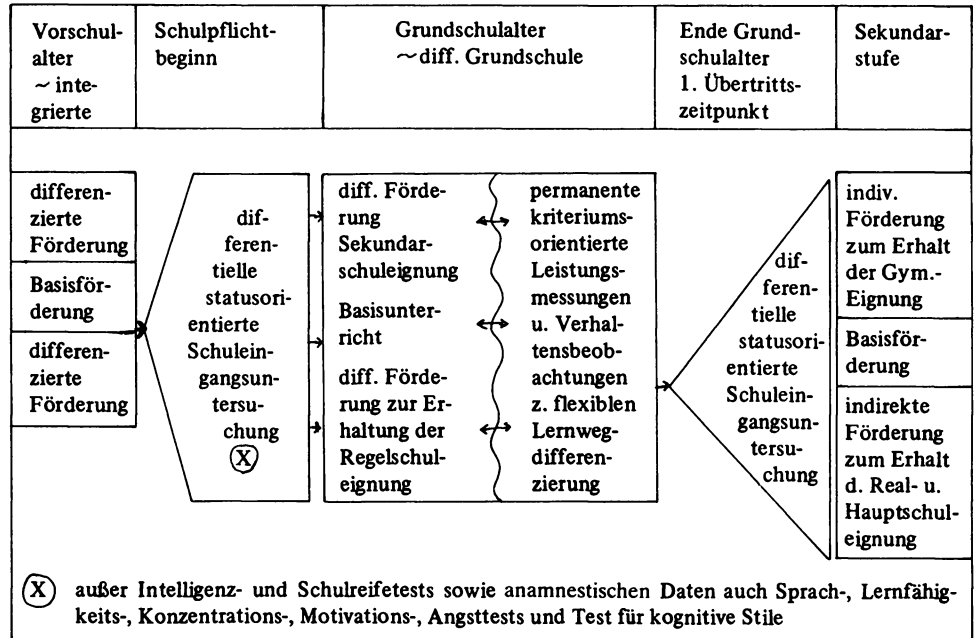 Vorschul-
alter
~ inte-
grierte
Schulpflicht-
beginn
Grundschulalter
~diff. Grundschule
Ende Grund-
schulalter
1. Übertritts-
zeitpunkt
Sekundar-
stufe
differen-
zierte
Förderung
Basisför-
derung
differen-
zierte
Förderung
dif-
feren-
tielle
statusori-
entierte
Schulein-
gangsun-
tersu-
chung
X
diff. Förde-
rung
Sekundar-
schuleignung
Basisunter-
richt
diff. Förde-
rung zur Er-
haltung der
Regelschul-
eignung
permanente
kriteriums-
orientierte
Leistungs-
messungen
u. Verhal-
tensbeob-
achtungen
z. flexiblen
Lernweg-
differen-
zierung
dif-
feren-
tielle
statusori-
entierte
Schulein-
gangsun-
tersu-
chung
indiv.
Förderung
zum Erhalt
der Gym.-
Eignung
Basisför-
derung
indirekte
Förderung
zum Erhalt
d. Real- u.
Hauptschul-
eignung
X außer Intelligenz- und Schulreifetests sowie anamnestischen Daten auch Sprach-, Lernfähig-
keits-, Konzentrations-, Motivations-, Angsttests und Test für kognitive Stile